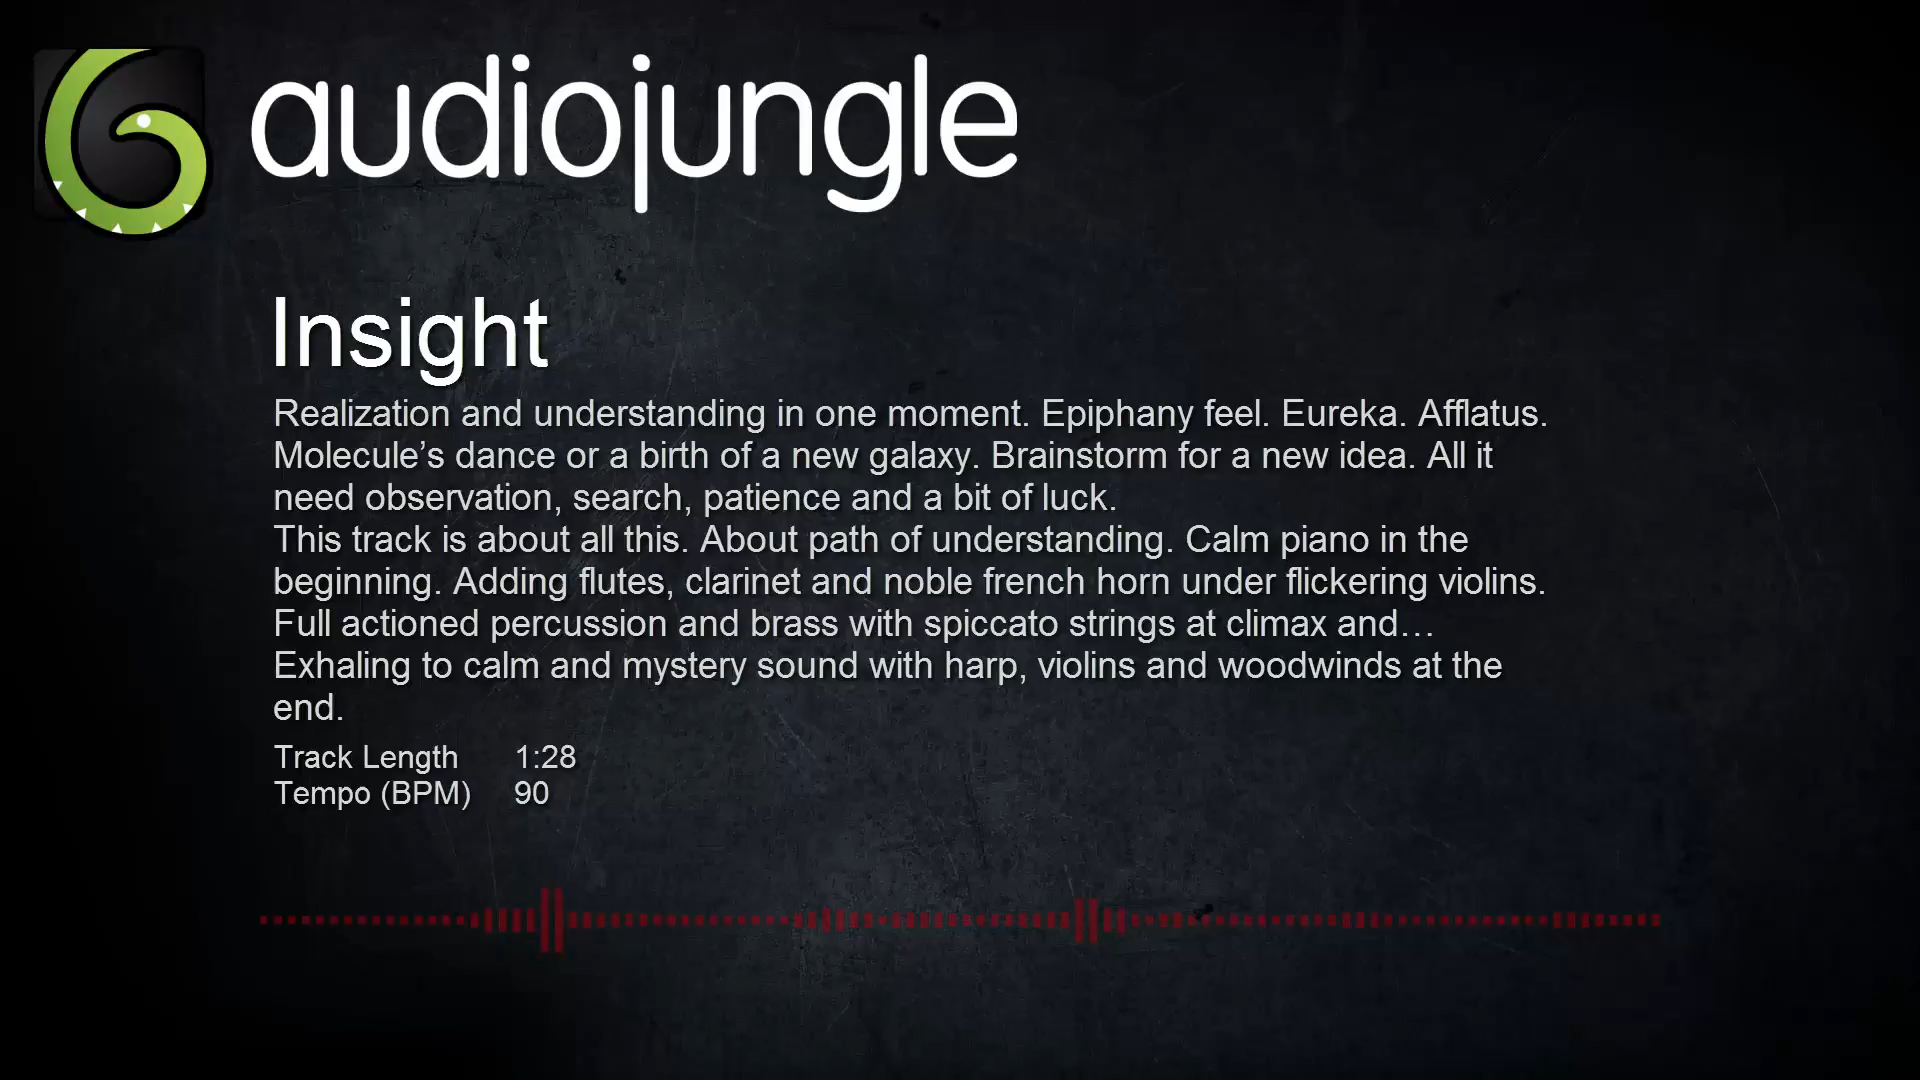 audiojungle
Insight
Realization and understanding in one moment. Epiphany feel. Eureka. Afflatus.
Molecule’s dance or a birth of a new galaxy. Brainstorm for a new idea. All it
need observation, search, patience and a bit of luck.
This track is about all this. About path of understanding. Calm piano in the
beginning. Adding flutes, clarinet and noble french horn under flickering violins.
Full actioned percussion and brass with spiccato strings at climax and…
Exhaling to calm and mystery sound with harp, violins and woodwinds at the
end.
Track Length 1:28
Tempo (BPM) 90